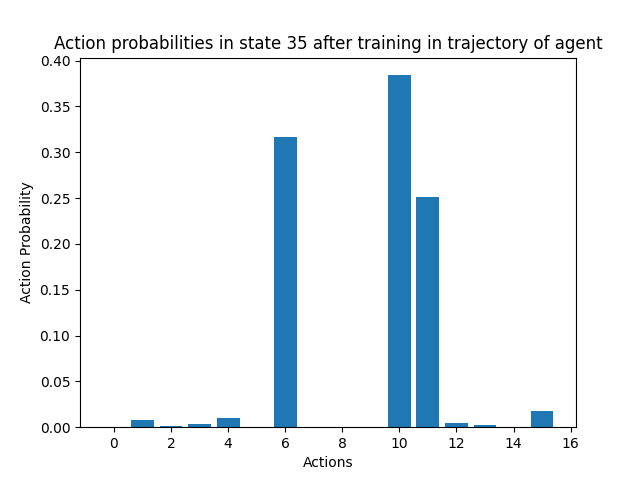 Action probabilities in state 35 after training in trajectory of agent
0.40
0.35
0.30
0.25
0.20
0.15
0.10
0.05
0.00
Action Probability
0 2 4 6 8 10 12 14 16
Actions